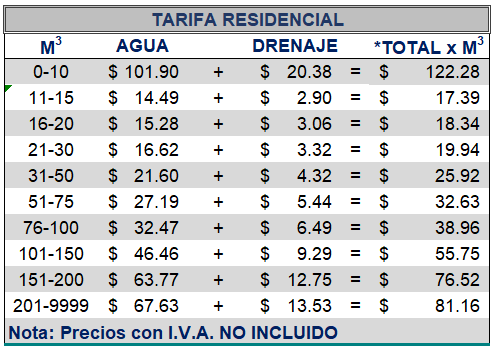 TARIFA RESIDENCIAL
M³ AGUA DRENAJE *TOTAL x M³
0-10 $ 101.90 + $ 20.38 = $ 122.28
11-15 $ 14.49 + $ 2.90 = $ 17.39
16-20 $ 15.28 + $ 3.06 = $ 18.34
21-30 $ 16.62 + $ 3.32 = $ 19.94
31-50 $ 21.60 + $ 4.32 = $ 25.92
51-75 $ 27.19 + $ 5.44 = $ 32.63
76-100 $ 32.47 + $ 6.49 = $ 38.96
101-150 $ 46.46 + $ 9.29 = $ 55.75
151-200 $ 63.77 + $ 12.75 = $ 76.52
201-9999 $ 67.63 + $ 13.53 = $ 81.16
Nota: Precios con I.V.A. NO INCLUIDO